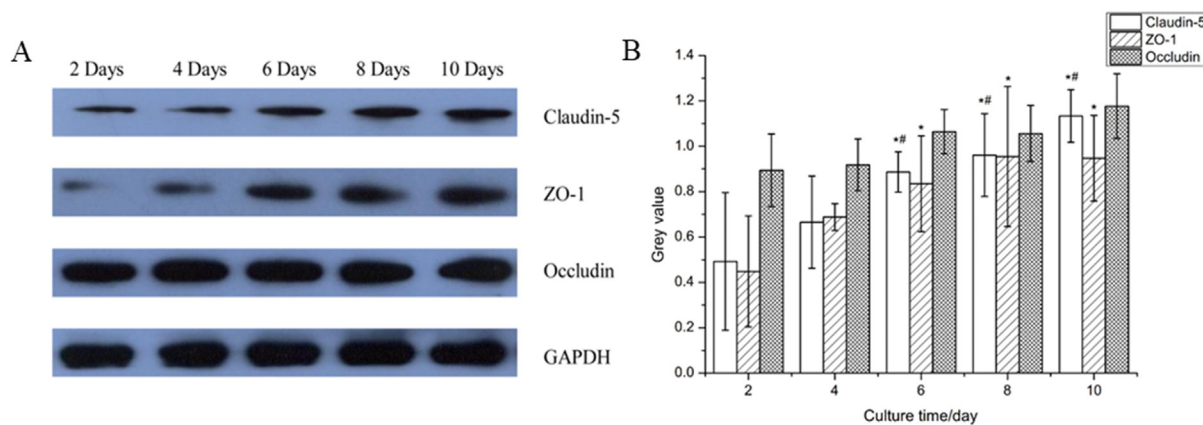 A
2 Days 4 Days 6 Days 8 Days 10 Days
Claudin-5
ZO-1
Occludin
GAPDH
B
Claudin-5
ZO-1
Occludin
1.4
1.2
1.0
0.8
0.6
0.4
0.2
0.0
Grey value
*# *
*# *
*# *
2 4 6 8 10
Culture time/day